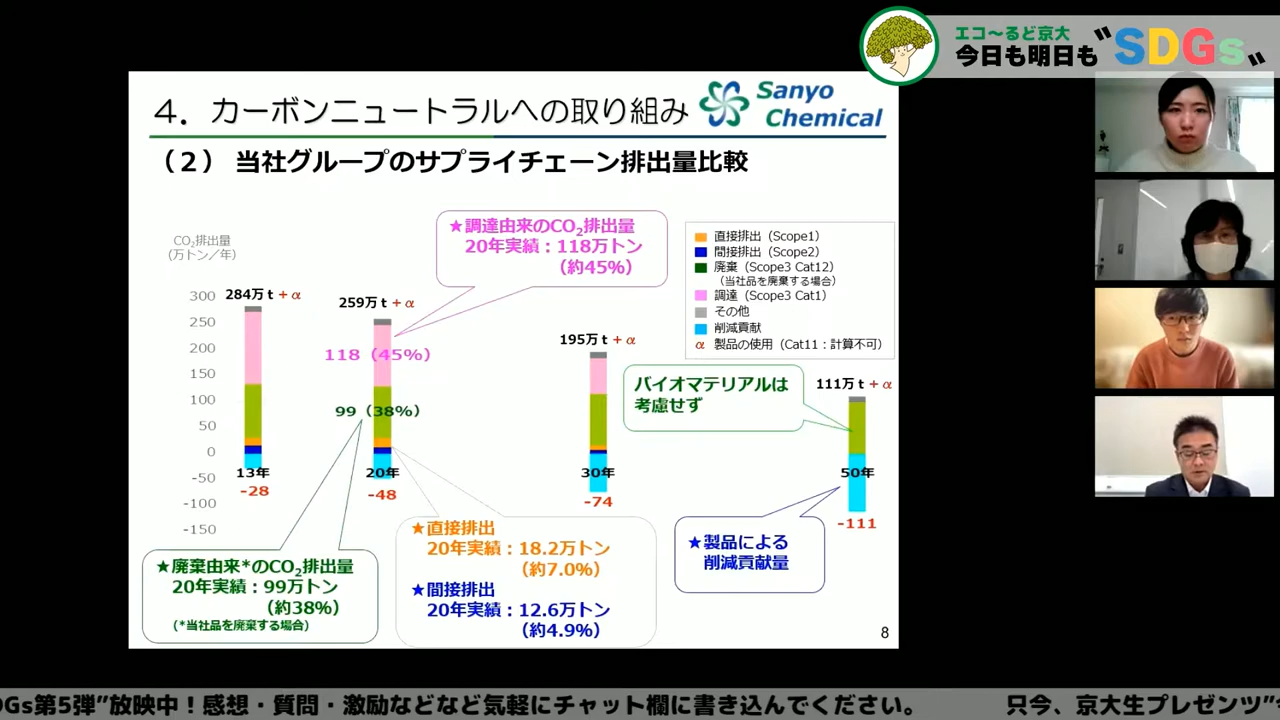 エコ〜るど京大
今日も明日も〝SDGs〟
4. カーボンニュートラルへの取り組み
Sanyo
Chemical
（2） 当社グループのサプライチェーン排出量比較
CO2排出量
（万トン／年）
★調達由来のCO2排出量
20年実績：118万トン
（約45%）
直接排出（Scope1）
間接排出（Scope2）
廃棄（Scope3 Cat12）
（当社品を廃棄する場合）
調達（Scope3 Cat1）
その他
削減貢献
α 製品の使用（Cat11：計算不可）
300
250
200
150
100
50
0
-50
-100
-150
284万 t + α
259万 t + α
195万 t + α
111万 t + α
118（45%）
99（38%）
バイオマテリアルは
考慮せず
13年
20年
30年
50年
-28
-48
-74
-111
★廃棄由来*のCO2排出量
20年実績：99万トン
（約38%）
（*当社品を廃棄する場合）
★直接排出
20年実績：18.2万トン
（約7.0%）
★間接排出
20年実績：12.6万トン
（約4.9%）
★製品による
削減貢献量
8
DGs第5弾”放映中！感想・質問・激励などなど気軽にチャット欄に書き込んでください。 只今、京大生プレゼンツ”